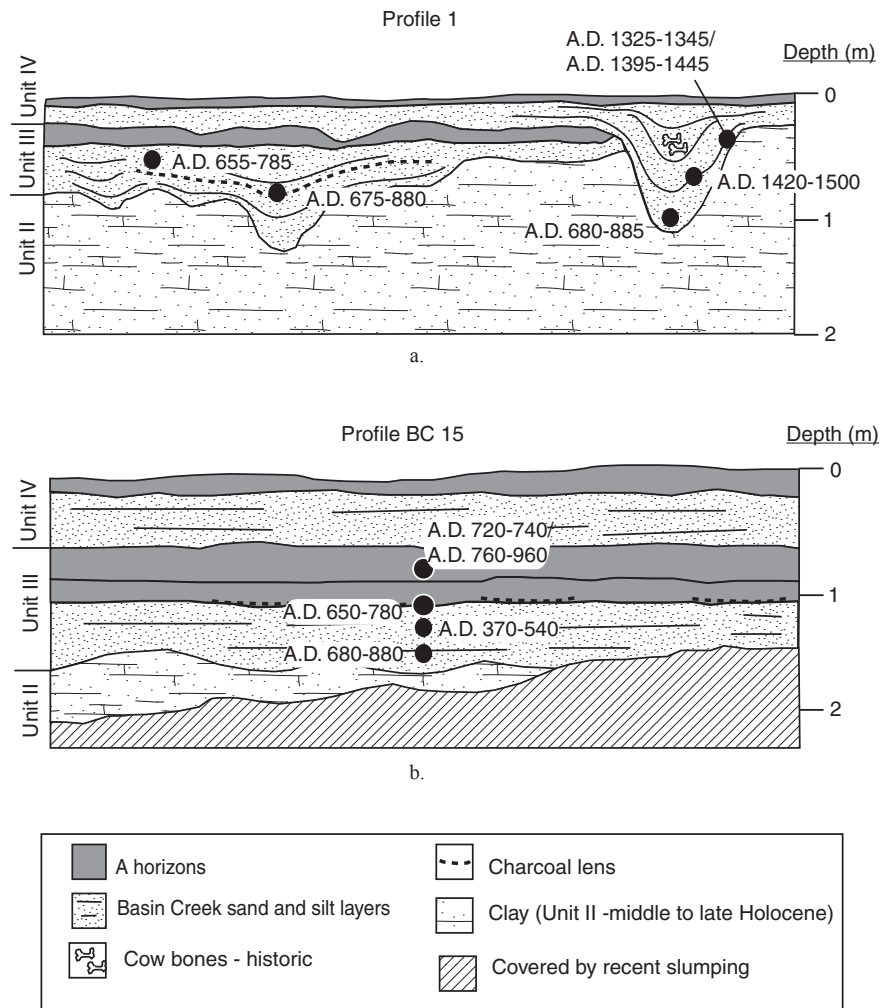 Profile 1
A.D. 1325-1345/
A.D. 1395-1445
Depth (m)
0
Unit IV
Unit III
A.D. 655-785
A.D. 675-880
A.D. 1420-1500
A.D. 680-885
1
Unit II
2
a.
Profile BC 15
Depth (m)
0
Unit IV
A.D. 720-740/
A.D. 760-960
Unit III
1
A.D. 650-780
A.D. 370-540
A.D. 680-880
Unit II
2
b.
A horizons
Charcoal lens
Basin Creek sand and silt layers
Clay (Unit II -middle to late Holocene)
Cow bones - historic
Covered by recent slumping